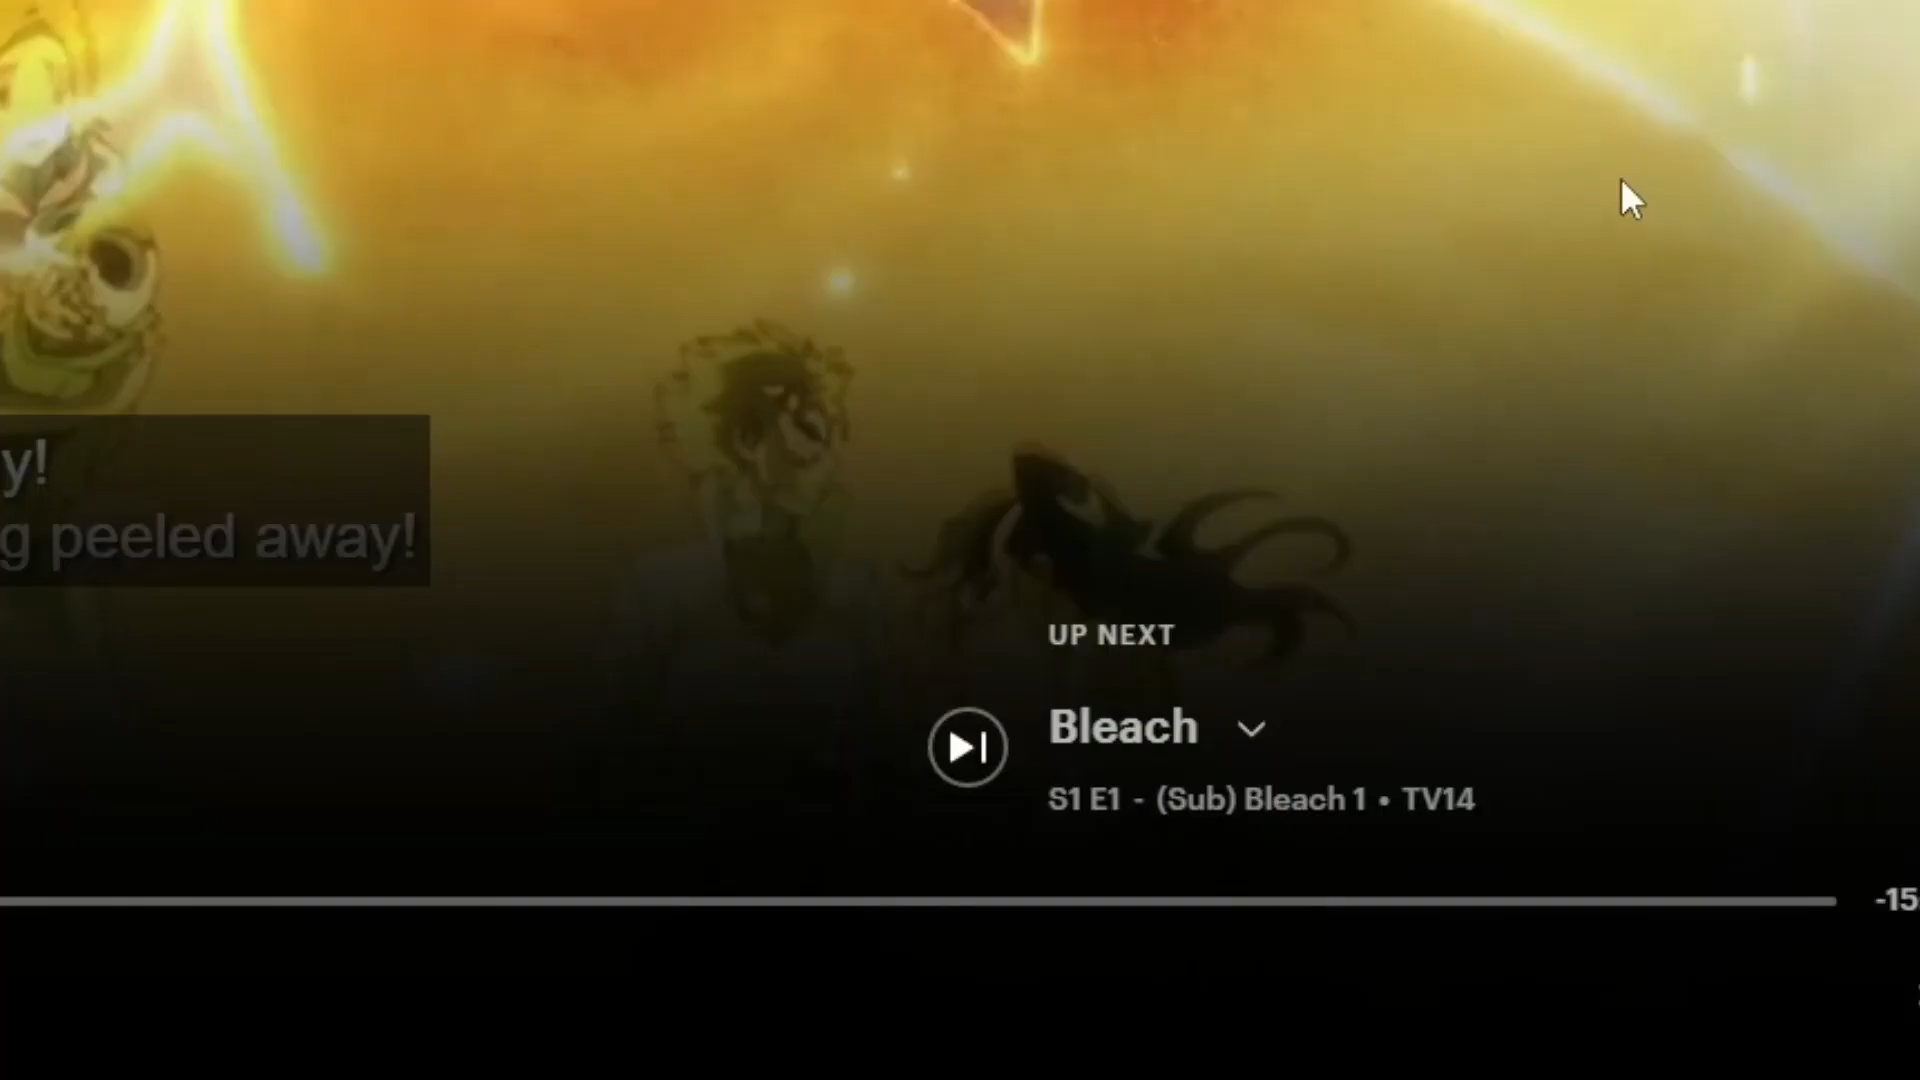 y!
g peeled away!
UP NEXT
Bleach
S1 E1 - (Sub) Bleach 1 • TV14
-15